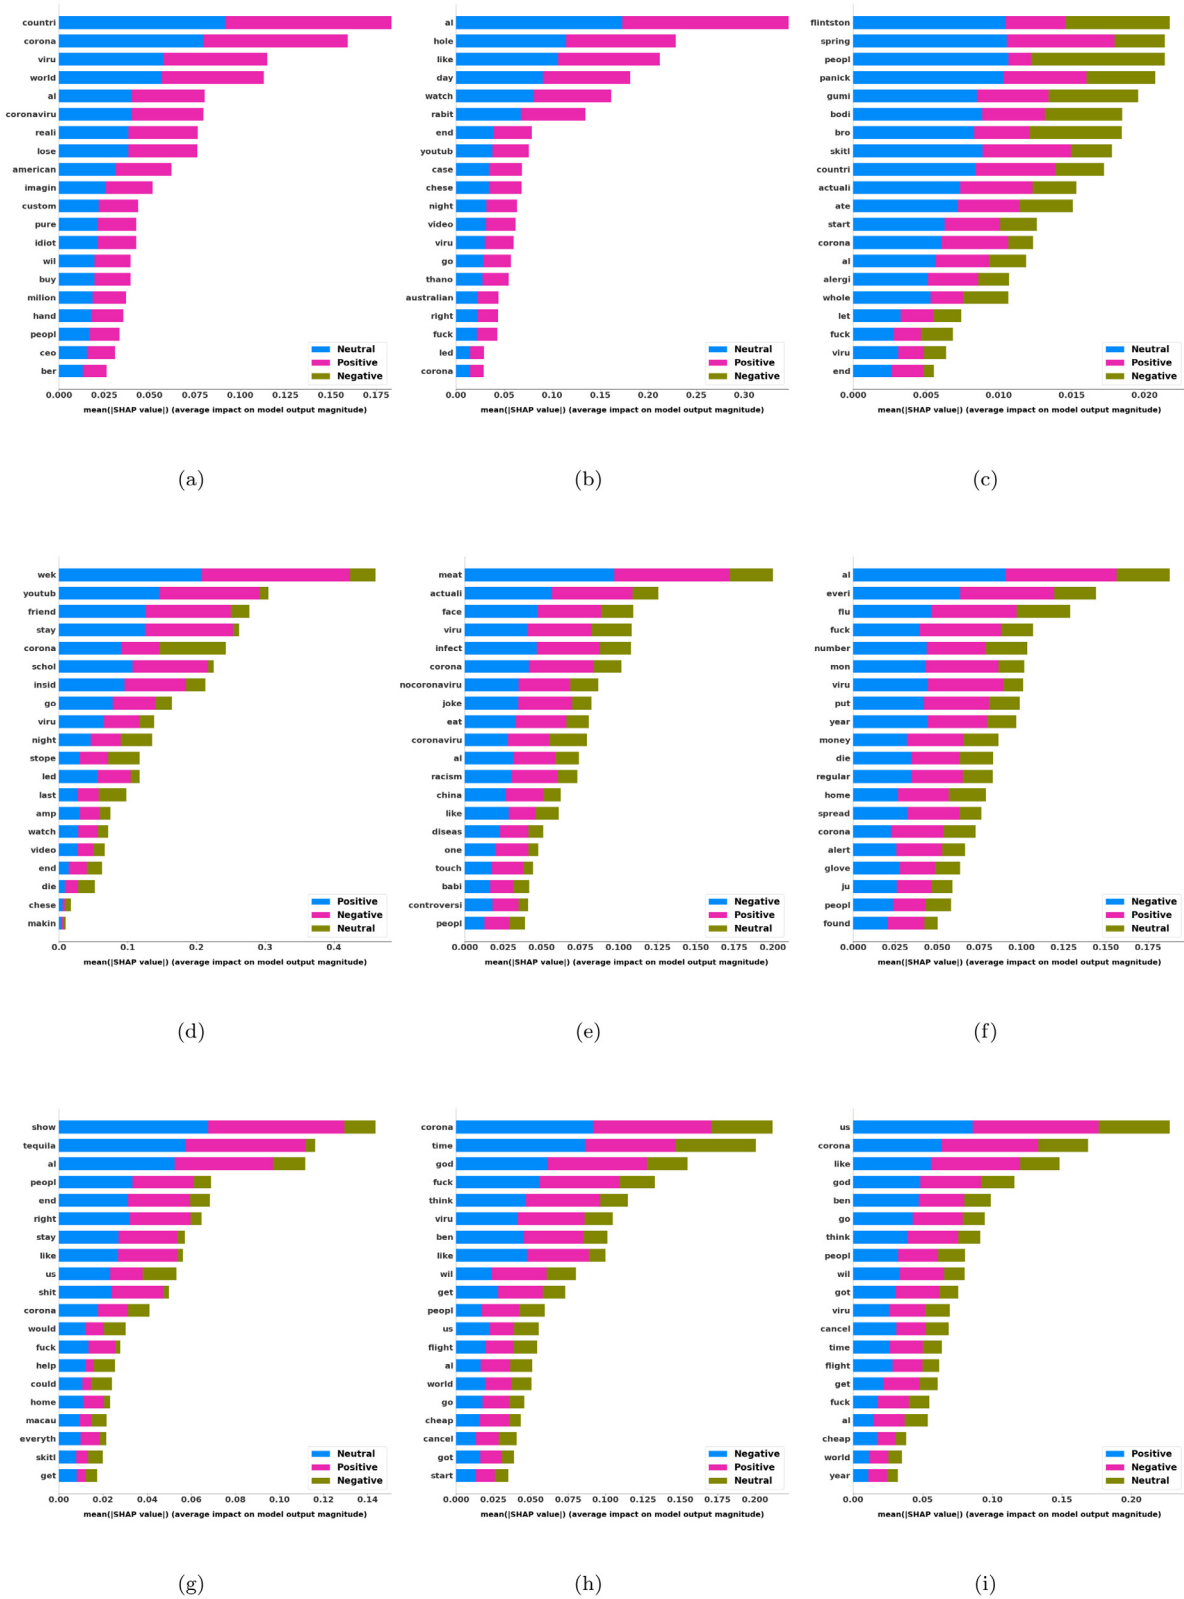 countri
corona
viru
world
al
coronaviru
reali
lose
american
imagin
custom
pure
idiot
wil
buy
milion
hand
peopl
ceo
ber
Neutral
Positive
Negative
0.000 0.025 0.050 0.075 0.100 0.125 0.150 0.175
mean(|SHAP value|) (average impact on model output magnitude)
(a)
al
hole
like
day
watch
rabit
end
youtub
case
chese
night
video
viru
go
thano
australian
right
fuck
led
corona
Neutral
Positive
Negative
0.00 0.05 0.10 0.15 0.20 0.25 0.30
mean(|SHAP value|) (average impact on model output magnitude)
(b)
flintston
spring
peopl
panick
gumi
bodi
bro
skitl
countri
actuali
ate
start
corona
al
alergi
whole
let
fuck
viru
end
Neutral
Positive
Negative
0.000 0.005 0.010 0.015 0.020
mean(|SHAP value|) (average impact on model output magnitude)
(c)
wek
youtub
friend
stay
corona
schol
insid
go
viru
night
stope
led
last
amp
watch
video
end
die
chese
makin
Positive
Negative
Neutral
0.0 0.1 0.2 0.3 0.4
mean(|SHAP value|) (average impact on model output magnitude)
(d)
meat
actuali
face
viru
infect
corona
nocoronaviru
joke
eat
coronaviru
al
racism
china
like
diseas
one
touch
babi
controversi
peopl
Negative
Positive
Neutral
0.000 0.025 0.050 0.075 0.100 0.125 0.150 0.175 0.200
mean(|SHAP value|) (average impact on model output magnitude)
(e)
al
everi
flu
fuck
number
mon
viru
put
year
money
die
regular
home
spread
corona
alert
glove
ju
peopl
found
Negative
Positive
Neutral
0.000 0.025 0.050 0.075 0.100 0.125 0.150 0.175
mean(|SHAP value|) (average impact on model output magnitude)
(f)
show
tequila
al
peopl
end
right
stay
like
us
shit
corona
would
fuck
help
could
home
macau
everyth
skitl
get
Neutral
Positive
Negative
0.00 0.02 0.04 0.06 0.08 0.10 0.12 0.14
mean(|SHAP value|) (average impact on model output magnitude)
(g)
corona
time
god
fuck
think
viru
ben
like
wil
get
peopl
us
flight
al
world
go
cheap
cancel
got
start
Negative
Positive
Neutral
0.000 0.025 0.050 0.075 0.100 0.125 0.150 0.175 0.200
mean(|SHAP value|) (average impact on model output magnitude)
(h)
us
corona
like
god
ben
go
think
peopl
wil
got
viru
cancel
time
flight
get
fuck
al
cheap
world
year
Positive
Negative
Neutral
0.00 0.05 0.10 0.15 0.20
mean(|SHAP value|) (average impact on model output magnitude)
(i)